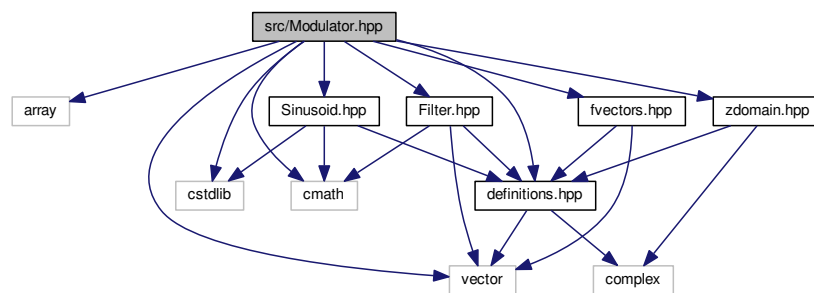 src/Modulator.hpp
array
Sinusoid.hpp
Filter.hpp
fvectors.hpp
zdomain.hpp
cstdlib
cmath
definitions.hpp
vector
complex